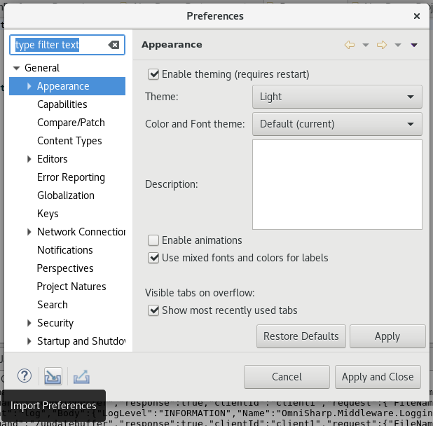 Preferences
type filter text
General
Appearance
Capabilities
Compare/Patch
Content Types
Editors
Error Reporting
Globalization
Keys
Network Connection
Notifications
Perspectives
Project Natures
Search
Security
Startup and Shutdow
Appearance
Enable theming (requires restart)
Theme: Light
Color and Font theme: Default (current)
Description:
Enable animations
Use mixed fonts and colors for labels
Visible tabs on overflow:
Show most recently used tabs
Restore Defaults Apply
Cancel Apply and Close
Import Preferences
"response":true,"clientId":"client1","request":{"FileName
"log","Body":{"LogLevel":"INFORMATION","Name":"OmniSharp.Middleware.Loggin
"/updatebuffer","response":true,"clientId":"client1","request":{"FileName